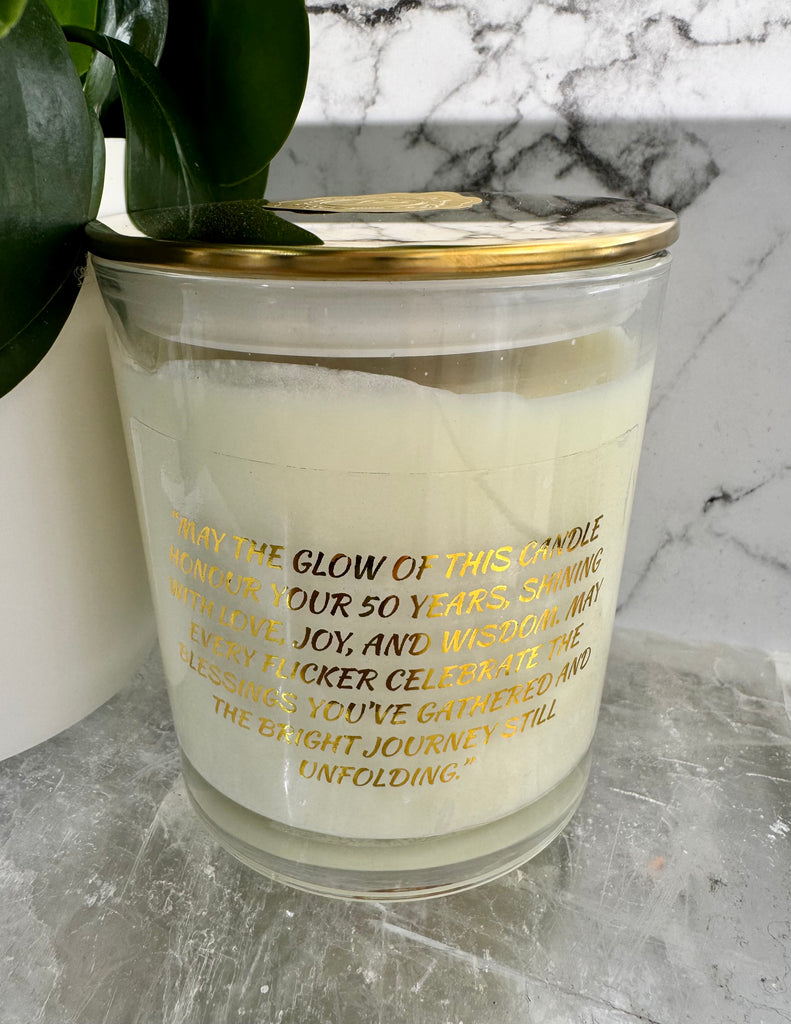 "MAY THE GLOW OF THIS CANDLE
HONOUR YOUR 50 YEARS, SHINING
WITH LOVE, JOY, AND WISDOM. MAY
EVERY FLICKER CELEBRATE THE
BLESSINGS YOU'VE GATHERED AND
THE BRIGHT JOURNEY STILL
UNFOLDING."